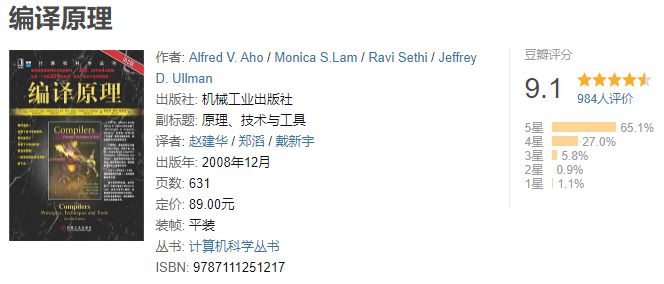 编译原理
计算机科学丛书
编译原理
Compilers
Principles, Techniques and Tools
Compilers
Principles, Techniques and Tools
作者: Alfred V. Aho / Monica S.Lam / Ravi Sethi / Jeffrey
D. Ullman
出版社: 机械工业出版社
副标题: 原理、技术与工具
译者: 赵建华 / 郑滔 / 戴新宇
出版年: 2008年12月
页数: 631
定价: 89.00元
装帧: 平装
丛书: 计算机科学丛书
ISBN: 9787111251217
豆瓣评分
9.1
984人评价
5星 65.1%
4星 27.0%
3星 5.8%
2星 0.9%
1星 1.1%